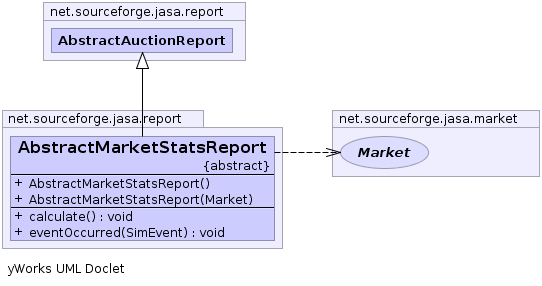 net.sourceforge.jasa.report
AbstractAuctionReport
net.sourceforge.jasa.report
AbstractMarketStatsReport
{abstract}
+ AbstractMarketStatsReport()
+ AbstractMarketStatsReport(Market)
+ calculate() : void
+ eventOccurred(SimEvent) : void
net.sourceforge.jasa.market
Market
yWorks UML Doclet